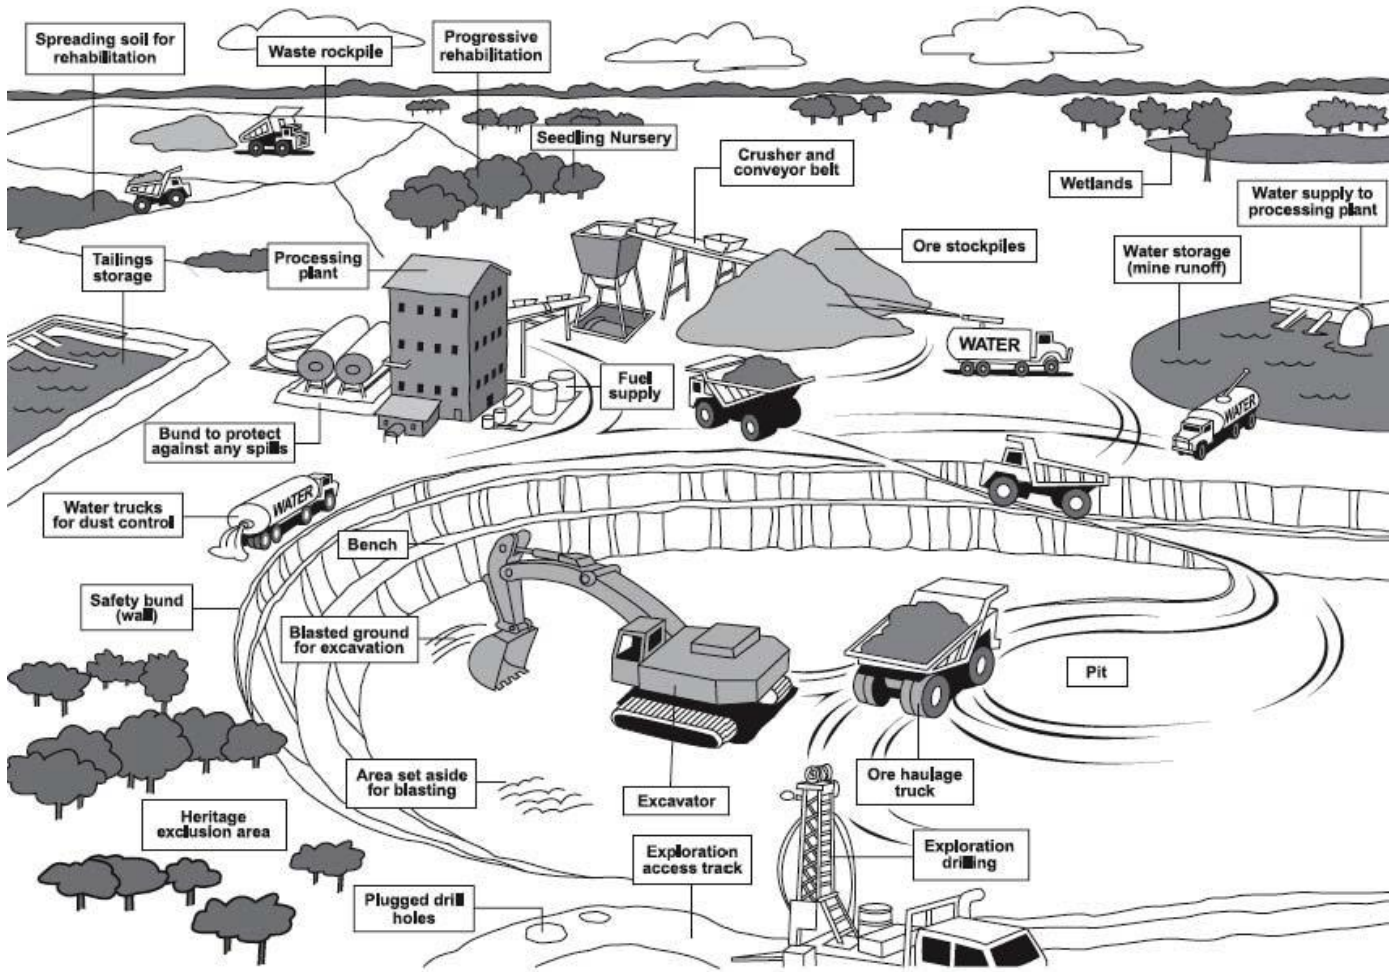 Spreading soil for
rehabilitation
Waste rockpile
Progressive
rehabilitation
Seedling Nursery
Crusher and
conveyor belt
Wetlands
Water supply to
processing plant
Tailings
storage
Processing
plant
Ore stockpiles
Water storage
(mine runoff)
WATER
Fuel
supply
WATER
Bund to protect
against any spills
Water trucks
for dust control
WATER
Bench
Safety bund
(wall)
Blasted ground
for excavation
Pit
Area set aside
for blasting
Excavator
Ore haulage
truck
Heritage
exclusion area
Exploration
access track
Exploration
drilling
Plugged drill
holes